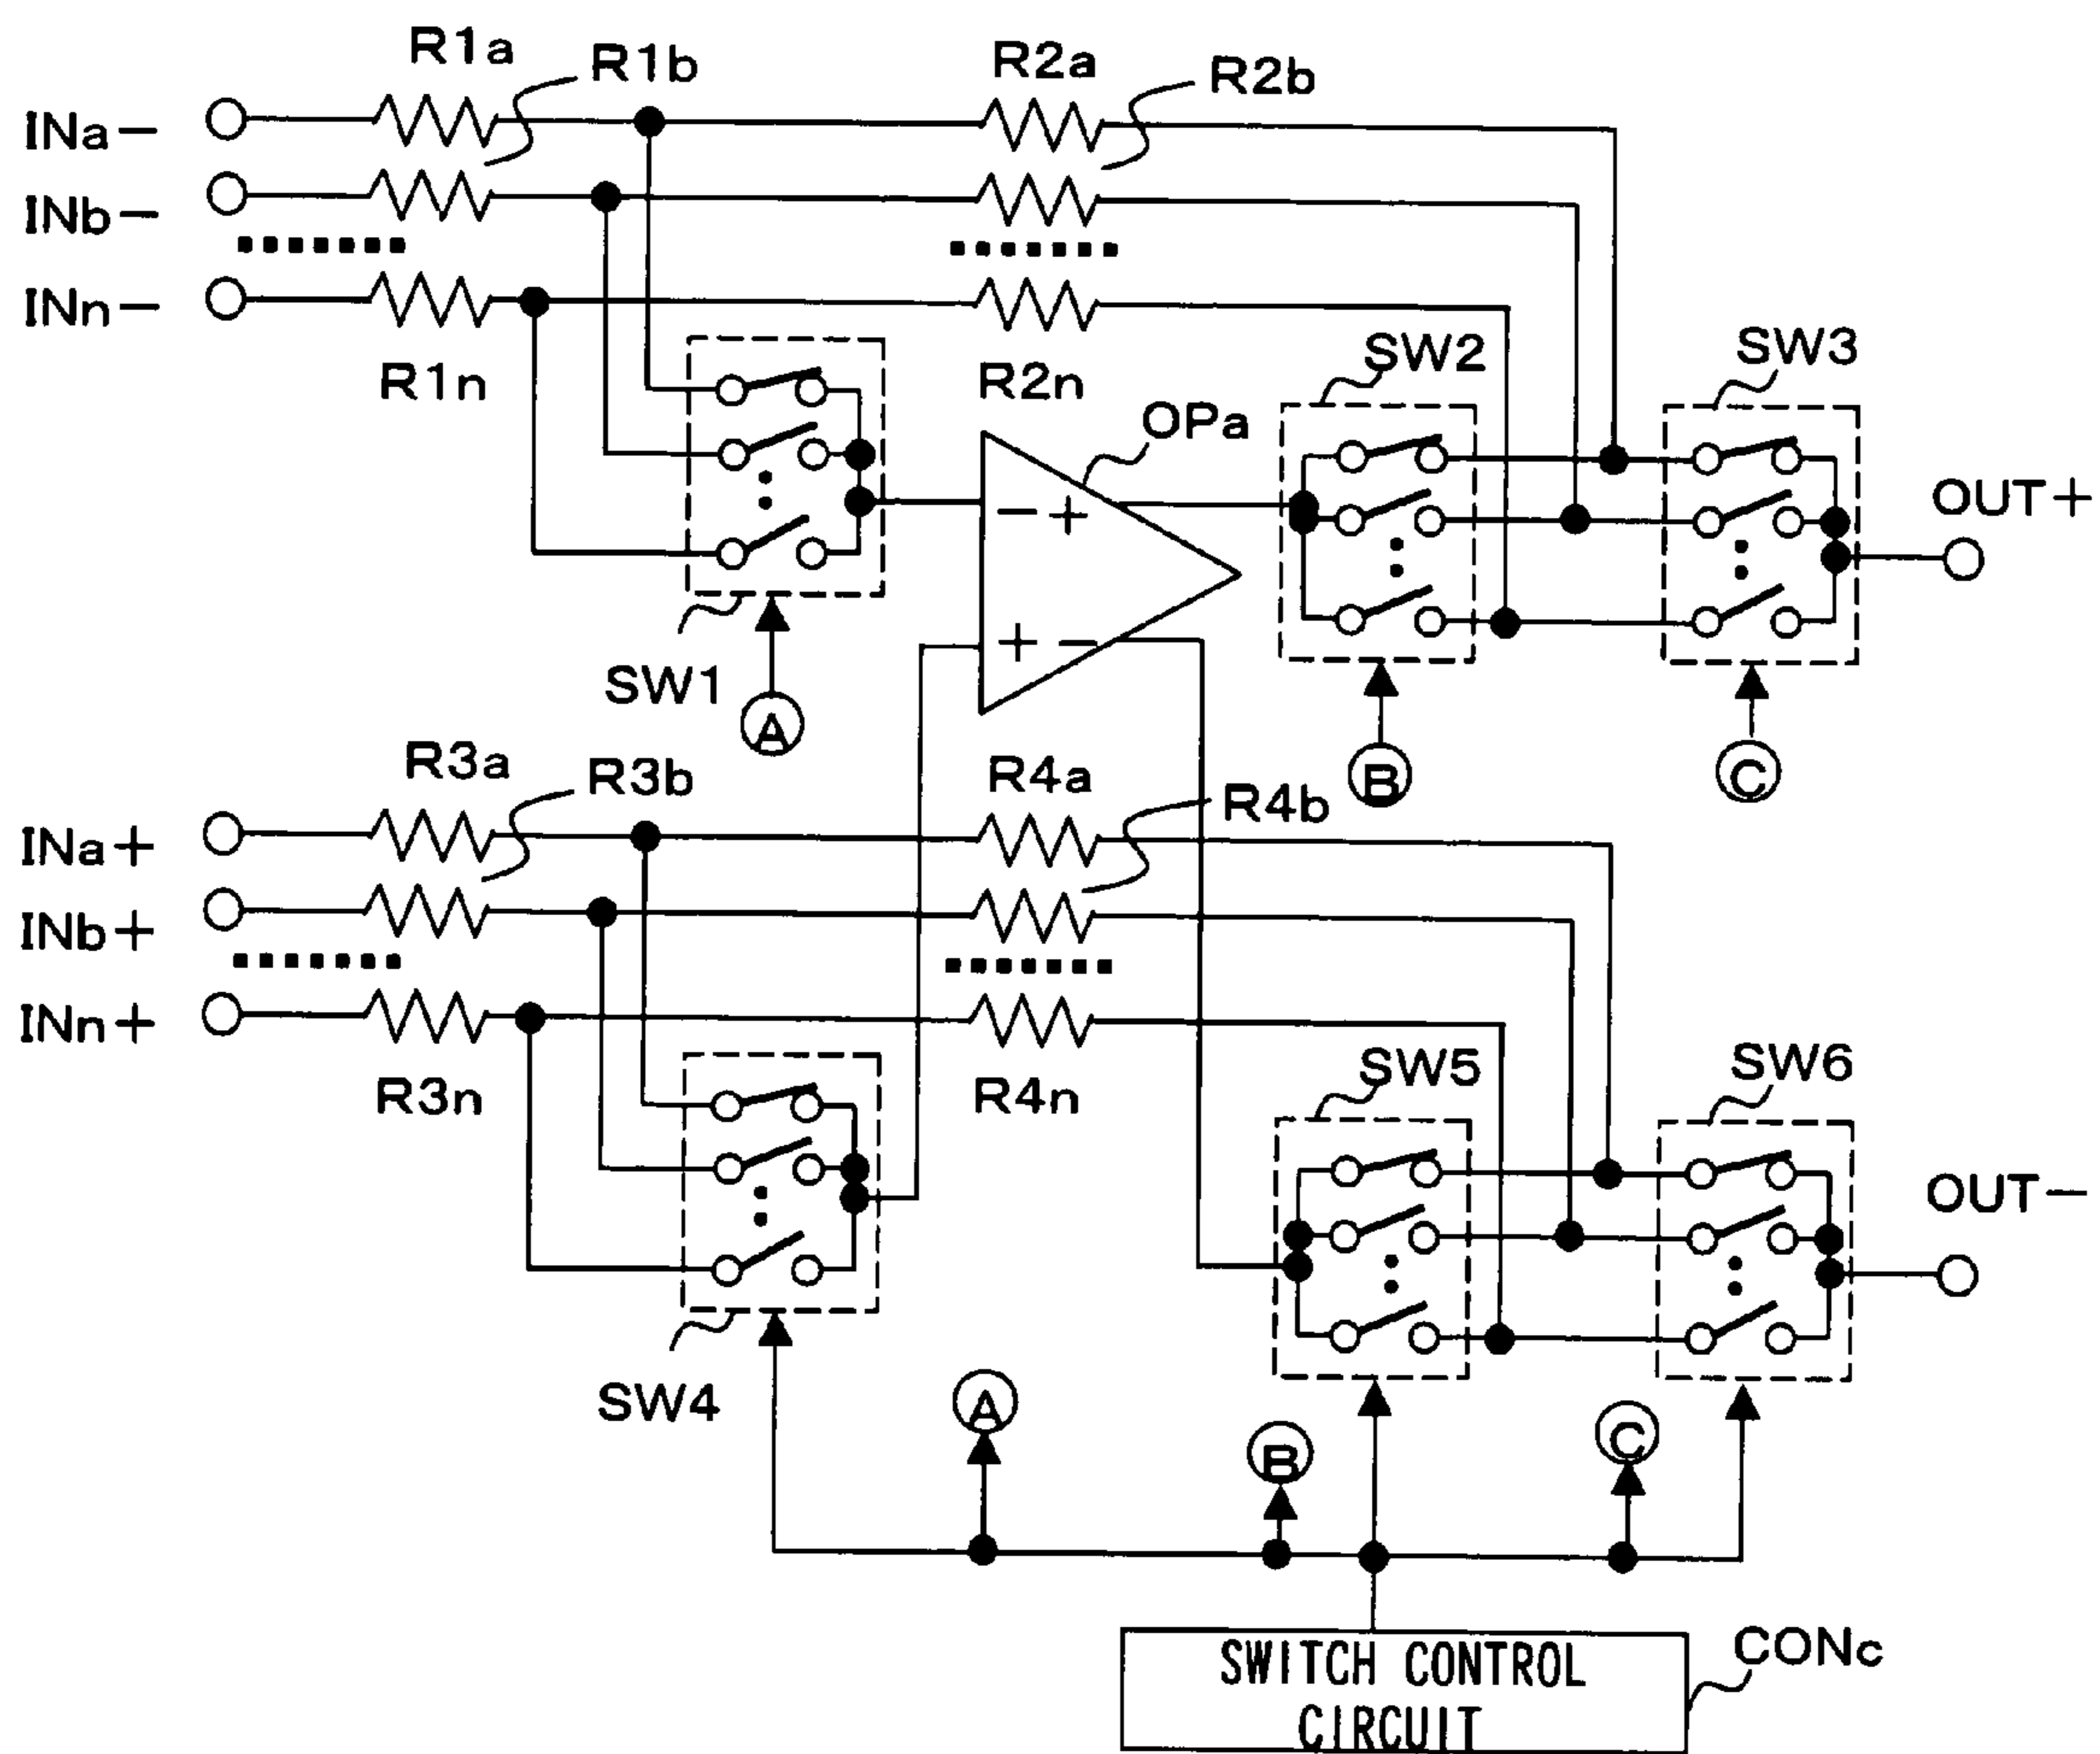 R1a
R1b
R2a
R2b
INa−
INb−
INn−
R1n
R2n
SW2
SW3
OPa
OUT+
− +
+ −
SW1
A
B
C
R3a
R3b
R4a
R4b
INa+
INb+
INn+
R3n
R4n
SW5
SW6
OUT−
SW4
A
B
C
SWITCH CONTROL
CIRCUIT
CONc